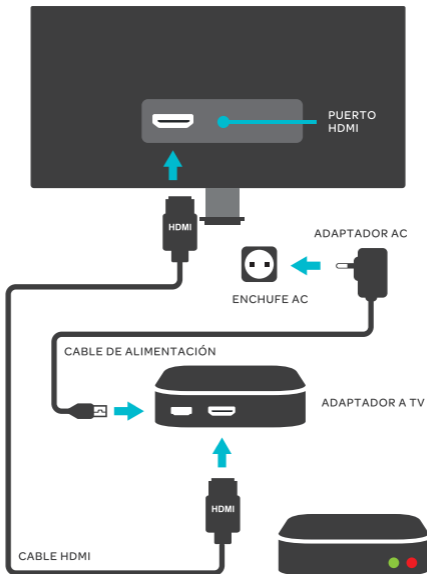 PUERTO
HDMI
HDMI
ADAPTADOR AC
ENCHUFE AC
CABLE DE ALIMENTACIÓN
ADAPTADOR A TV
HDMI
CABLE HDMI